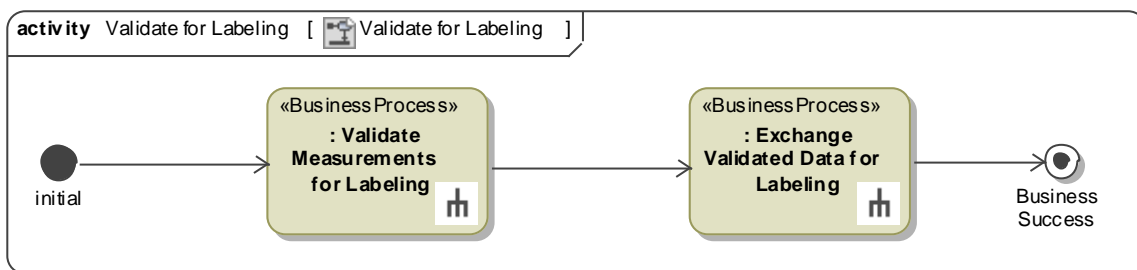 activity Validate for Labeling [ Validate for Labeling ]
«BusinessProcess»
: Validate
Measurements
for Labeling
«BusinessProcess»
: Exchange
Validated Data for
Labeling
initial
Business
Success